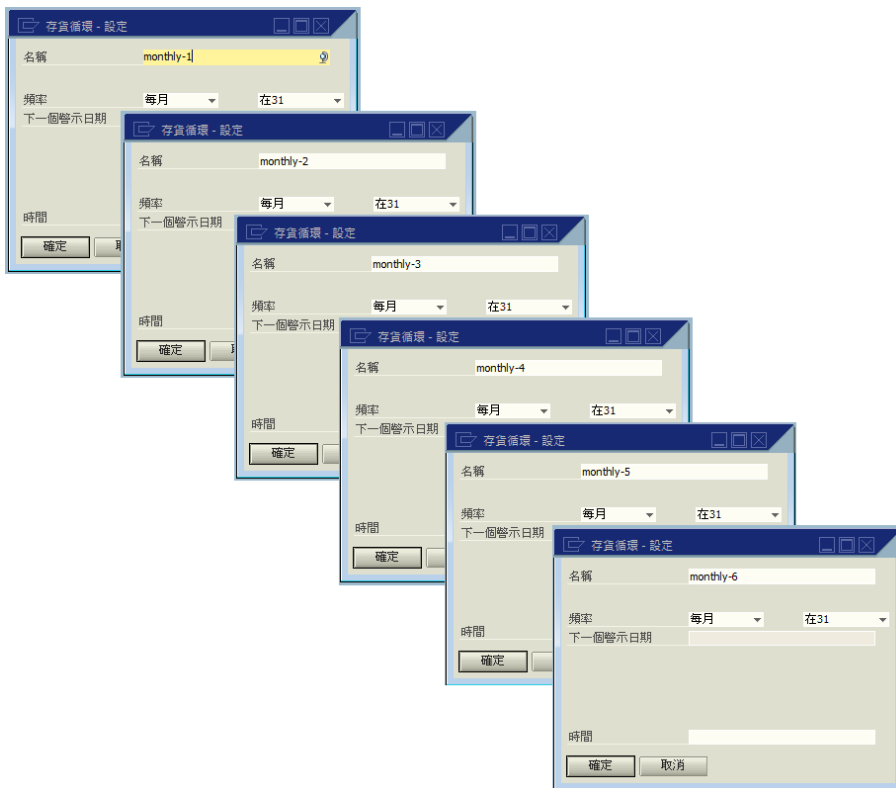 存貨循環 - 設定
名稱 monthly-1
頻率 每月 在31
下一個警示日期
時間
確定
存貨循環 - 設定
名稱 monthly-2
頻率 每月 在31
下一個警示日期
時間
確定
存貨循環 - 設定
名稱 monthly-3
頻率 每月 在31
下一個警示日期
時間
確定
存貨循環 - 設定
名稱 monthly-4
頻率 每月 在31
下一個警示日期
時間
確定
存貨循環 - 設定
名稱 monthly-5
頻率 每月 在31
下一個警示日期
時間
確定
存貨循環 - 設定
名稱 monthly-6
頻率 每月 在31
下一個警示日期
時間
確定 取消